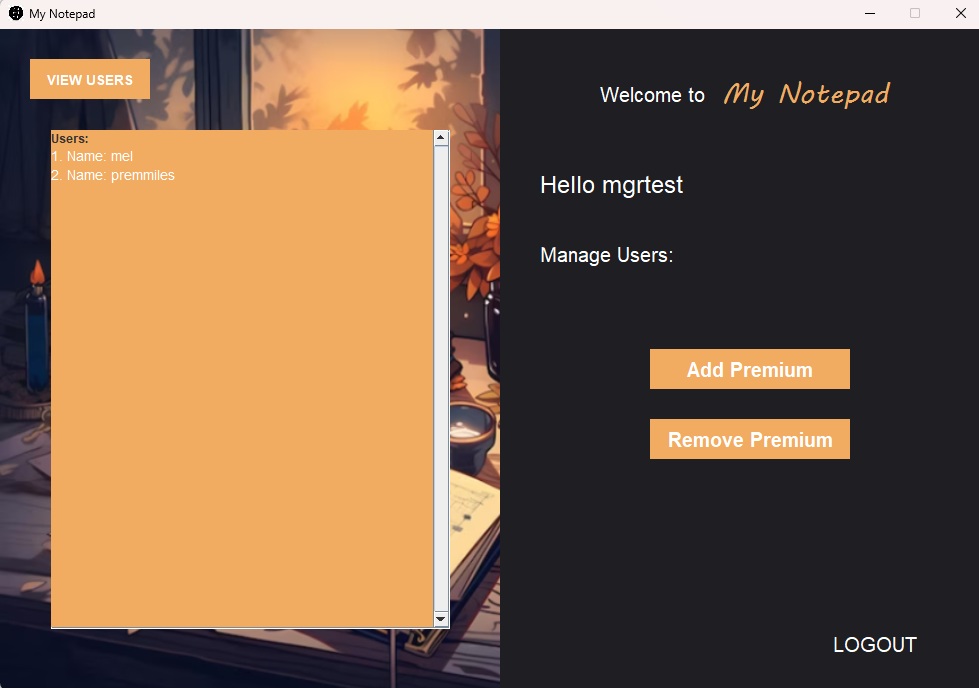 My Notepad
VIEW USERS
Users:
1. Name: mel
2. Name: premmiles
Welcome to My Notepad
Hello mgrtest
Manage Users:
Add Premium
Remove Premium
LOGOUT